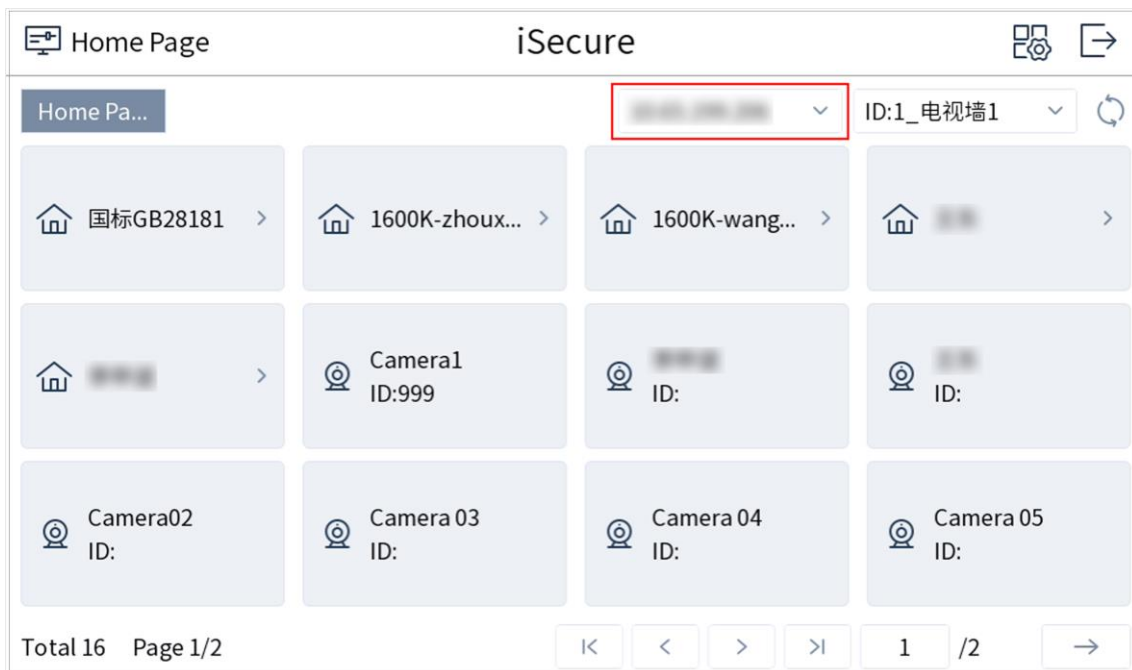 Home Page
iSecure
Home Pa...
ID:1_电视墙1
国标GB28181
1600K-zhoux...
1600K-wang...
Camera1
ID:999
ID:
ID:
Camera02
ID:
Camera 03
ID:
Camera 04
ID:
Camera 05
ID:
Total 16 Page 1/2
1 /2